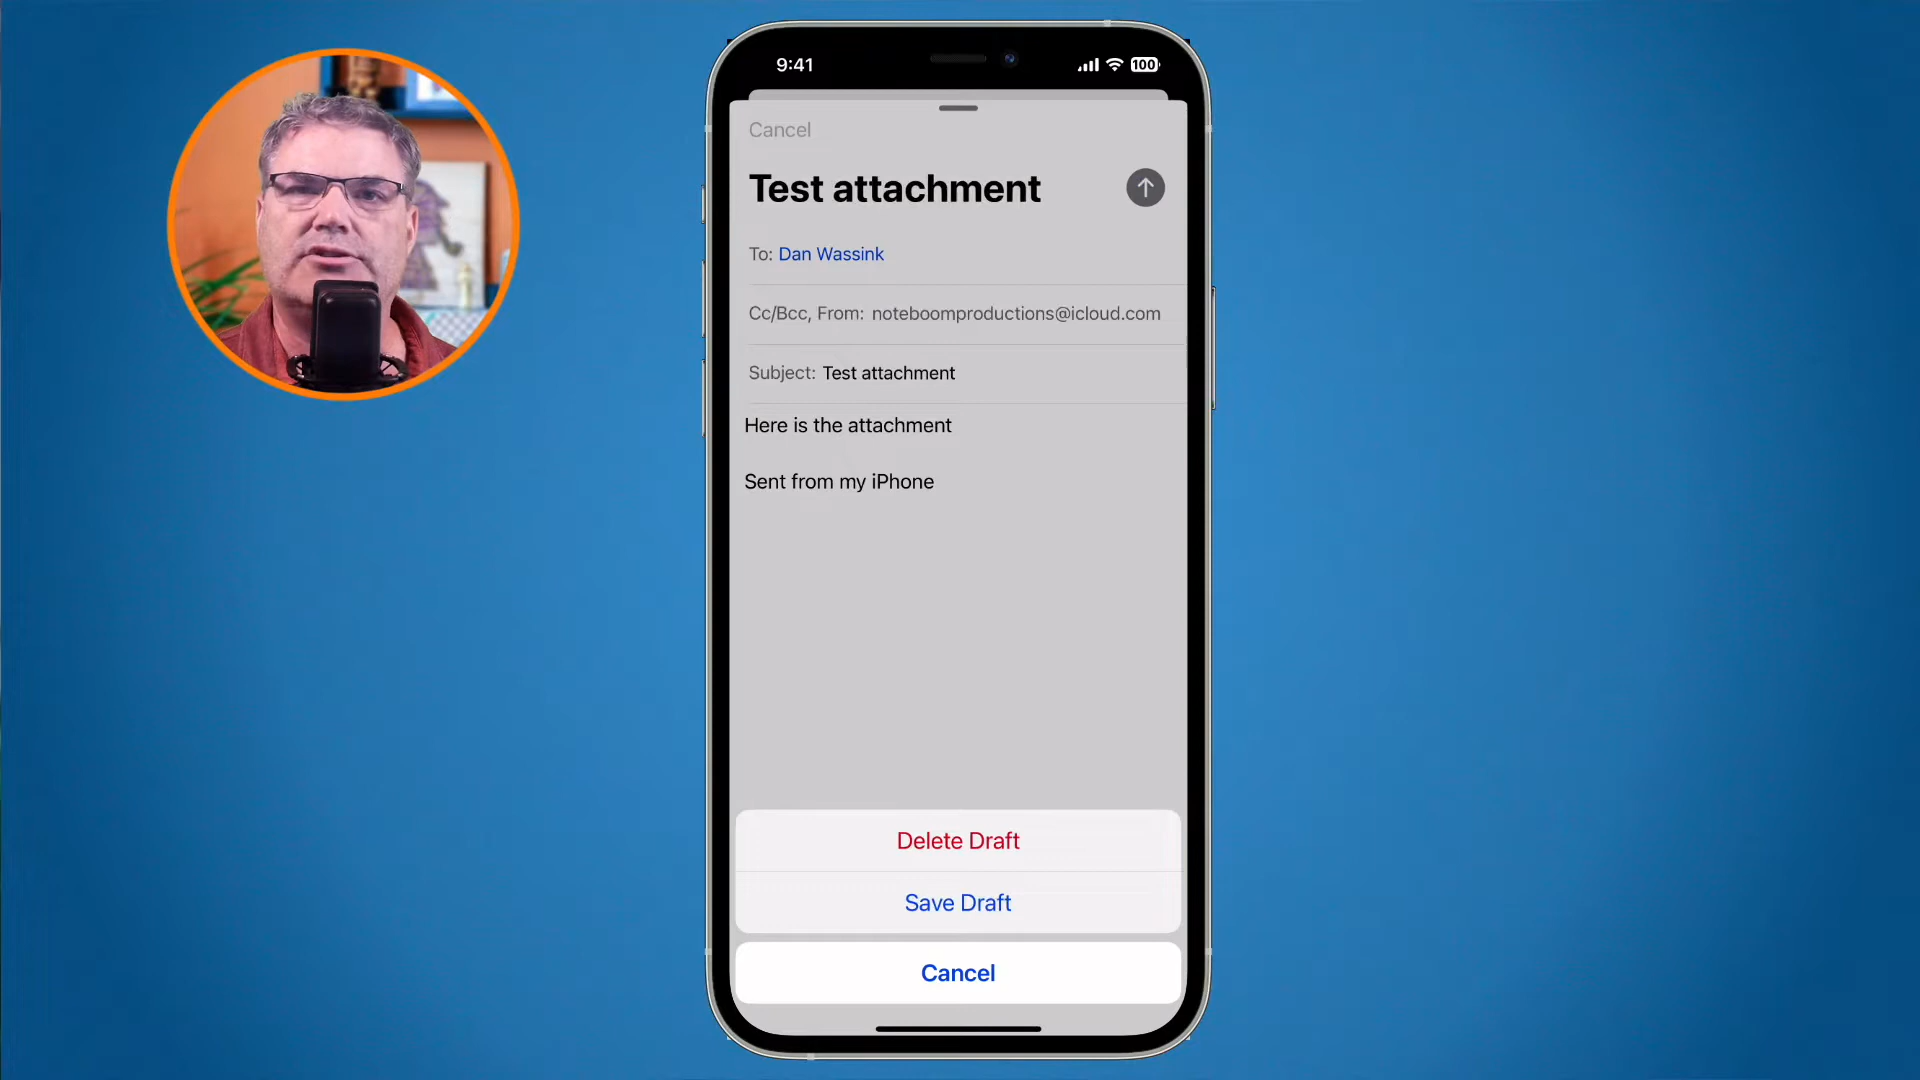 9:41
100
Cancel
Test attachment
To: Dan Wassink
Cc/Bcc, From: noteboomproductions@icloud.com
Subject: Test attachment
Here is the attachment
Sent from my iPhone
Delete Draft
Save Draft
Cancel